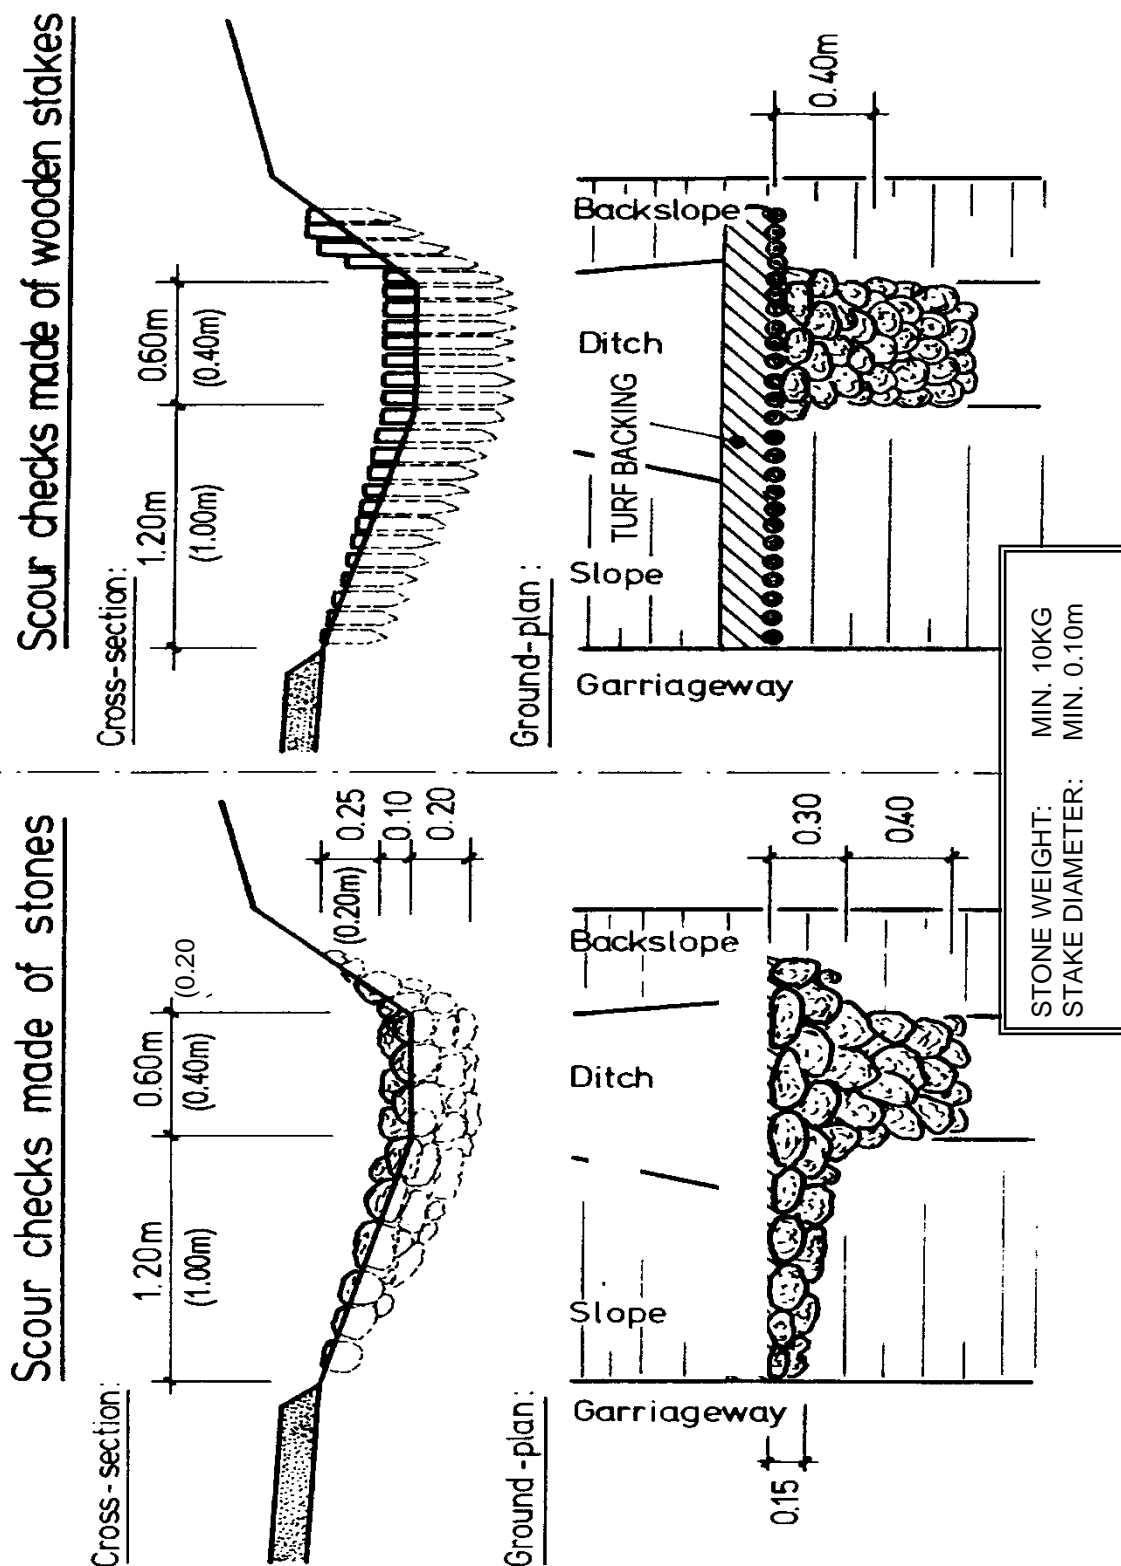 Scour checks made of stones
Cross-section:
1.20m
(1.00m)
0.60m
(0.40m)
(0.20
(0.20m)
0.25
0.10
0.20
Ground-plan:
Garriageway
Slope
Ditch
Backslope
0.15
0.30
0.40
Scour checks made of wooden stakes
Cross-section:
1.20m
(1.00m)
0.60m
(0.40m)
Ground-plan:
Garriageway
Slope
TURF BACKING
Ditch
Backslope
0.40m
STONE WEIGHT: MIN. 10KG
STAKE DIAMETER: MIN. 0.10m